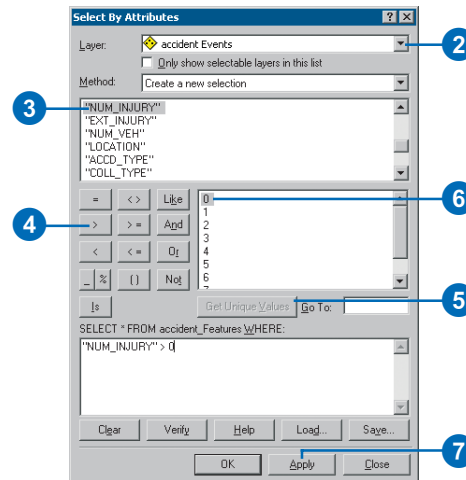 Select By Attributes
Layer: accident Events
2
Only show selectable layers in this list
Method: Create a new selection
3
"NUM_INJURY"
"EXT_INJURY"
"NUM_VEH"
"LOCATION"
"ACCD_TYPE"
"COLL_TYPE"
4
= <> Like
> >= And
< <= Or
_ % () Not
Is
0
1
2
3
4
5
6
6
Get Unique Values Go To:
5
SELECT * FROM accident_Features WHERE:
"NUM_INJURY" > 0
Clear Verify Help Load... Save...
OK Apply Close
7